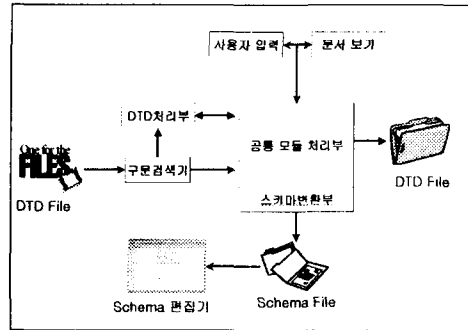 사용자 입력
문서 보기
DTD처리부
One for the
FILES
구문검색기
공통 모듈 처리부
스키마변환부
DTD File
DTD File
Schema 편집기
Schema File